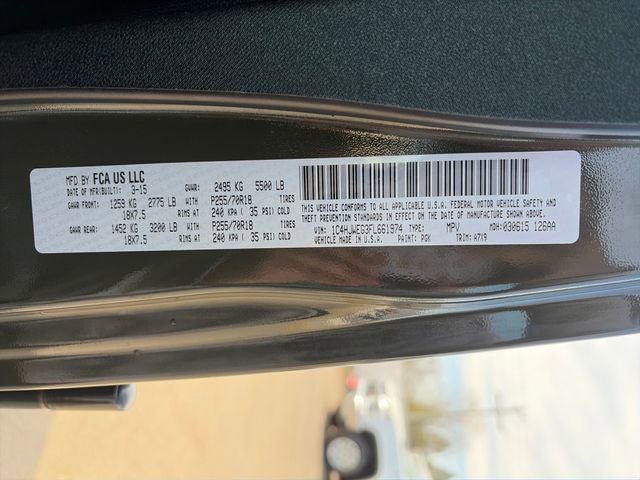 MFD BY FCA US LLC
DATE OF MFR(BUILT): 3-15 GVWR: 2495 KG 5500 LB
GAWR FRONT: 1259 KG 2775 LB WITH P255/70R18 TIRES
18X7.5 RIMS AT 240 KPA ( 35 PSI) COLD
GAWR REAR: 1452 KG 3200 LB WITH P255/70R18 TIRES
18X7.5 RIMS AT 240 KPA ( 35 PSI) COLD
THIS VEHICLE CONFORMS TO ALL APPLICABLE U.S.A. FEDERAL MOTOR VEHICLE SAFETY AND
THEFT PREVENTION STANDARDS IN EFFECT ON THE DATE OF MANUFACTURE SHOWN ABOVE.
VIN: 1C4HJWEG3FL661974 TYPE: MPV MDH: 030615 126AA
VEHICLE MADE IN U.S.A. PAINT: PGK TRIM: A7X9